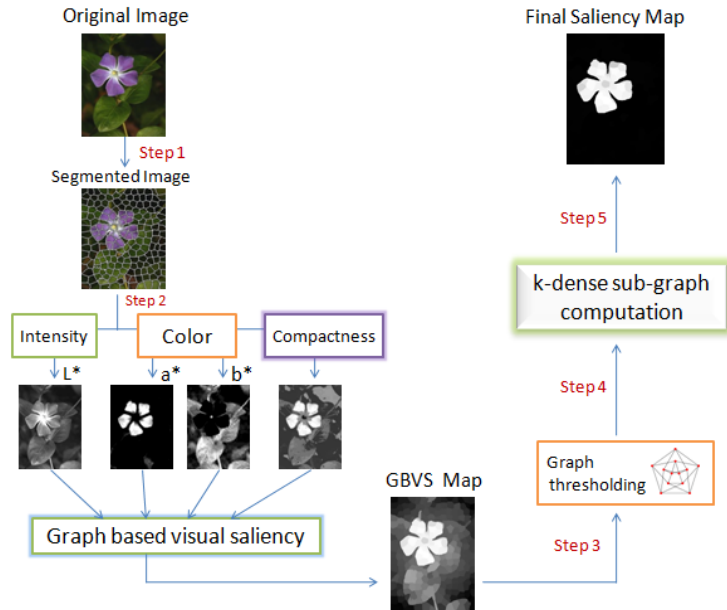 Original Image
Step 1
Segmented Image
Step 2
Intensity
Color
Compactness
L*
a*
b*
Graph based visual saliency
GBVS Map
Step 3
Graph
thresholding
Step 4
k-dense sub-graph
computation
Step 5
Final Saliency Map